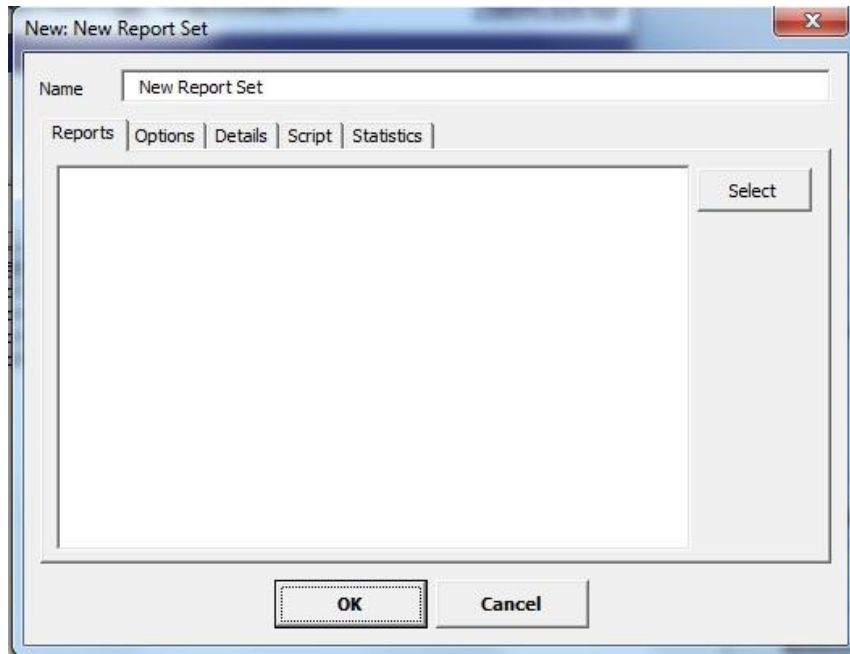 New: New Report Set
Name New Report Set
Reports Options Details Script Statistics
Select
OK Cancel